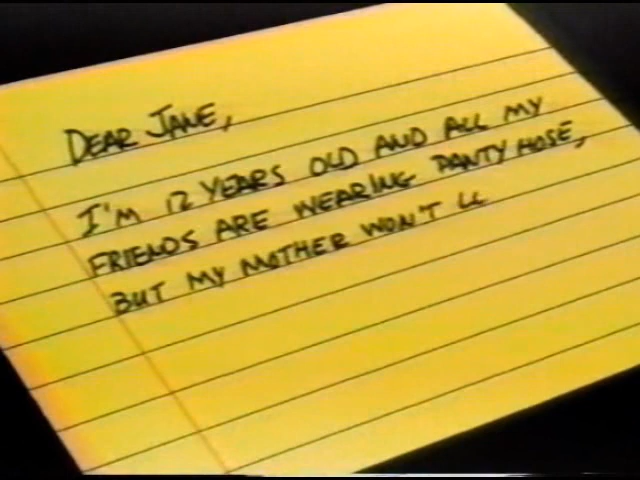 DEAR JANE,
I'M 12 YEARS OLD AND ALL MY
FRIENDS ARE WEARING PANTY HOSE,
BUT MY MOTHER WON'T